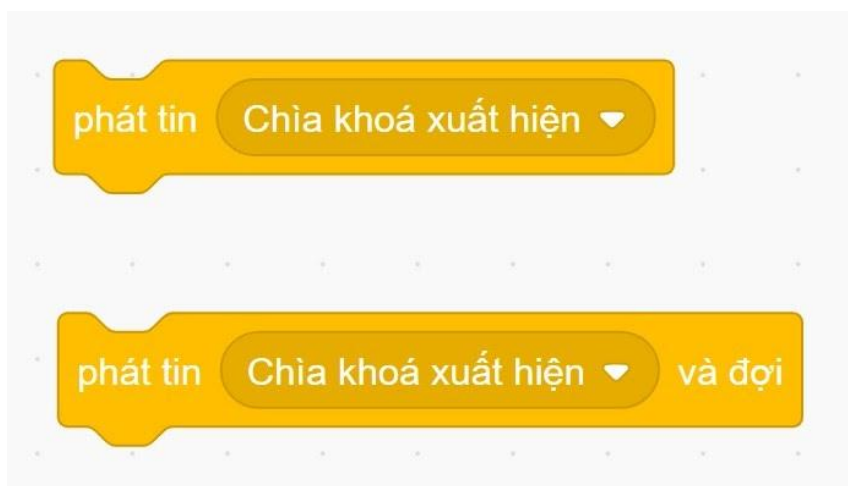 phát tin Chìa khoá xuất hiện
phát tin Chìa khoá xuất hiện và đợi